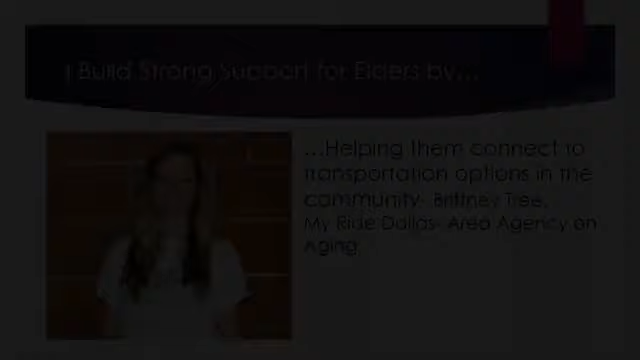 I Build Strong Support for Elders by…
…Helping them connect to
transportation options in the
community- Brittney Tree,
My Ride Dallas- Area Agency on
Aging